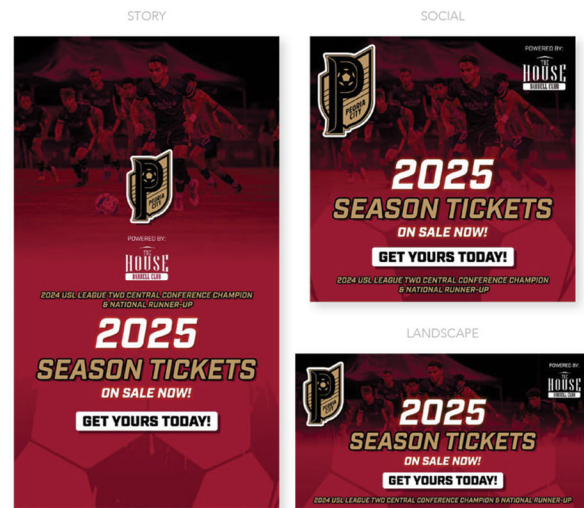 STORY
PEORIA
CITY
POWERED BY:
THE
HOUSE
BARBELL CLUB
2024 USL LEAGUE TWO CENTRAL CONFERENCE CHAMPION
& NATIONAL RUNNER-UP
2025
SEASON TICKETS
ON SALE NOW!
GET YOURS TODAY!
SOCIAL
PEORIA
CITY
POWERED BY:
THE
HOUSE
BARBELL CLUB
2025
SEASON TICKETS
ON SALE NOW!
GET YOURS TODAY!
2024 USL LEAGUE TWO CENTRAL CONFERENCE CHAMPION
& NATIONAL RUNNER-UP
LANDSCAPE
PEORIA
CITY
POWERED BY:
THE
HOUSE
BARBELL CLUB
2025
SEASON TICKETS
ON SALE NOW!
GET YOURS TODAY!
2024 USL LEAGUE TWO CENTRAL CONFERENCE CHAMPION & NATIONAL RUNNER-UP